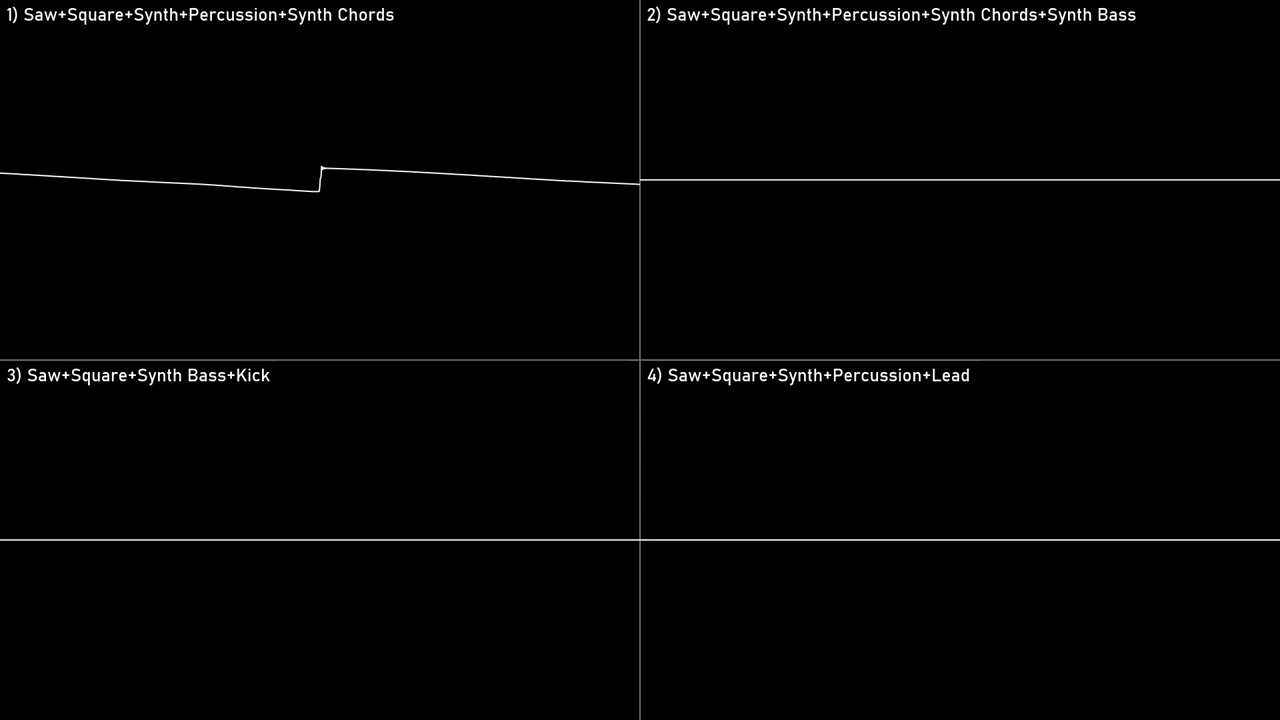 1) Saw+Square+Synth+Percussion+Synth Chords
2) Saw+Square+Synth+Percussion+Synth Chords+Synth Bass
3) Saw+Square+Synth Bass+Kick
4) Saw+Square+Synth+Percussion+Lead